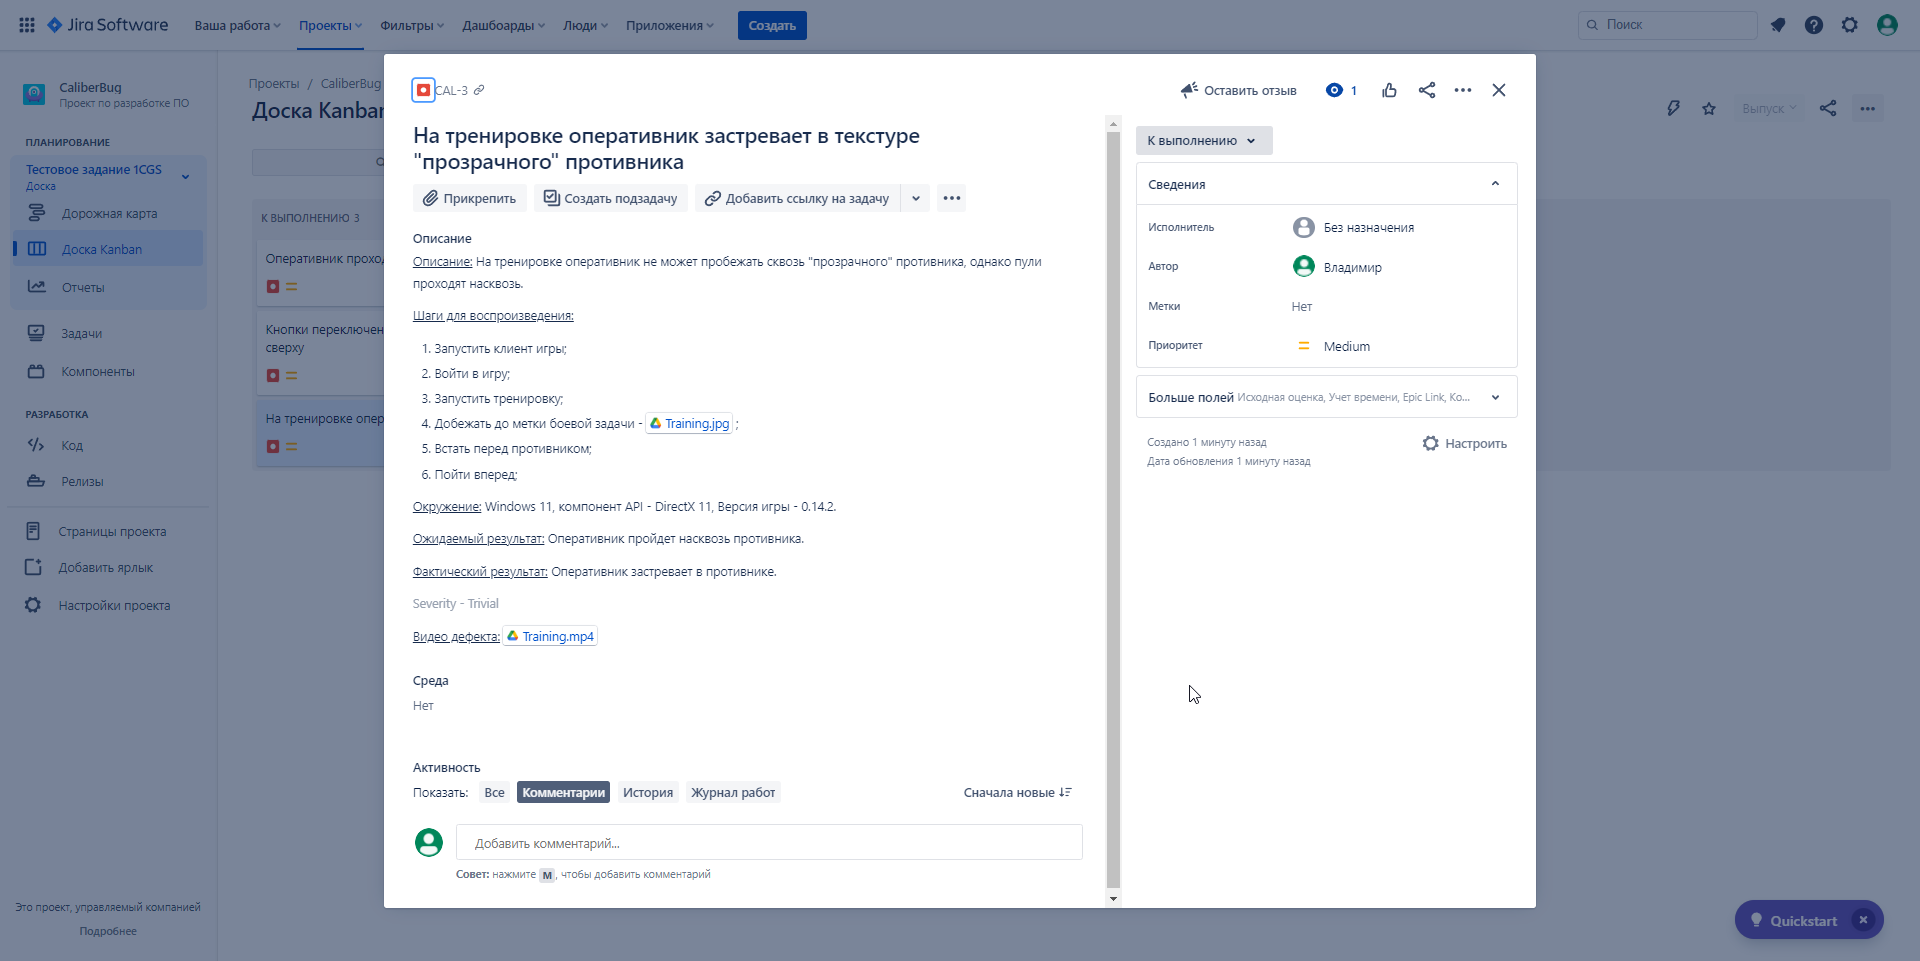 Jira Software
Ваша работа
Проекты
Фильтры
Дашборды
Люди
Приложения
Создать
Поиск
CaliberBug
Проект по разработке ПО
ПЛАНИРОВАНИЕ
Тестовое задание 1CGS
Доска
Дорожная карта
Доска Kanban
Отчеты
Задачи
Компоненты
РАЗРАБОТКА
Код
Релизы
Страницы проекта
Добавить ярлык
Настройки проекта
Это проект, управляемый компанией
Подробнее
Проекты / CaliberBug
Доска Kanban
Выпуск
К ВЫПОЛНЕНИЮ 3
Оперативник проход
Кнопки переключен
сверху
На тренировке опер
CAL-3
Оставить отзыв
1
На тренировке оперативник застревает в текстуре
"прозрачного" противника
Прикрепить
Создать подзадачу
Добавить ссылку на задачу
Описание
Описание: На тренировке оперативник не может пробежать сквозь "прозрачного" противника, однако пули
проходят насквозь.
Шаги для воспроизведения:
1. Запустить клиент игры;
2. Войти в игру;
3. Запустить тренировку;
4. Добежать до метки боевой задачи - Training.jpg ;
5. Встать перед противником;
6. Пойти вперед;
Окружение: Windows 11, компонент API - DirectX 11, Версия игры - 0.14.2.
Ожидаемый результат: Оперативник пройдет насквозь противника.
Фактический результат: Оперативник застревает в противнике.
Severity - Trivial
Видео дефекта: Training.mp4
Среда
Нет
Активность
Показать: Все Комментарии История Журнал работ
Сначала новые
Добавить комментарий...
Совет: нажмите M, чтобы добавить комментарий
К выполнению
Сведения
Исполнитель
Без назначения
Автор
Владимир
Метки
Нет
Приоритет
Medium
Больше полей Исходная оценка, Учет времени, Epic Link, Ко...
Создано 1 минуту назад
Дата обновления 1 минуту назад
Настроить
Quickstart